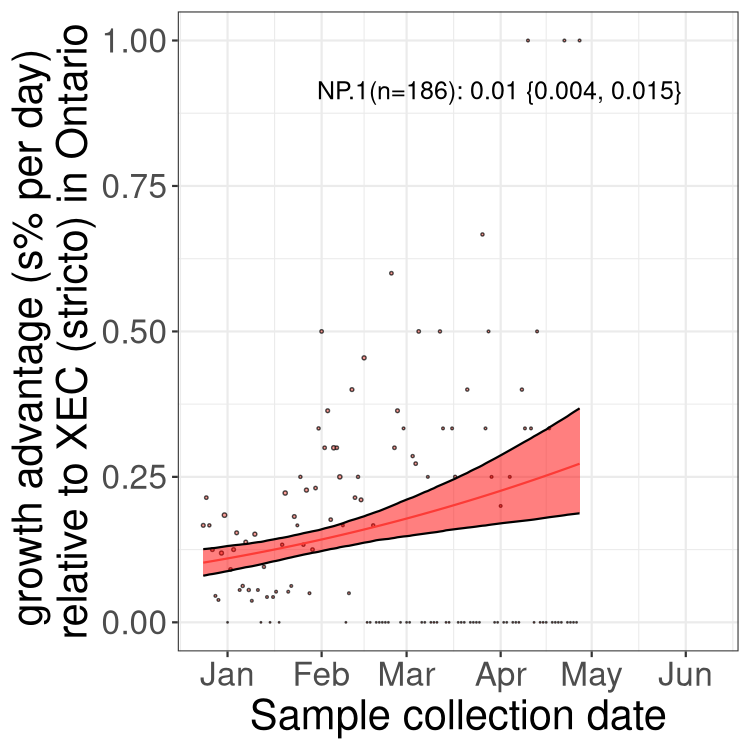 growth advantage (s% per day)
relative to XEC (stricto) in Ontario
1.00
0.75
0.50
0.25
0.00
NP.1(n=186): 0.01 {0.004, 0.015}
Jan Feb Mar Apr May Jun
Sample collection date